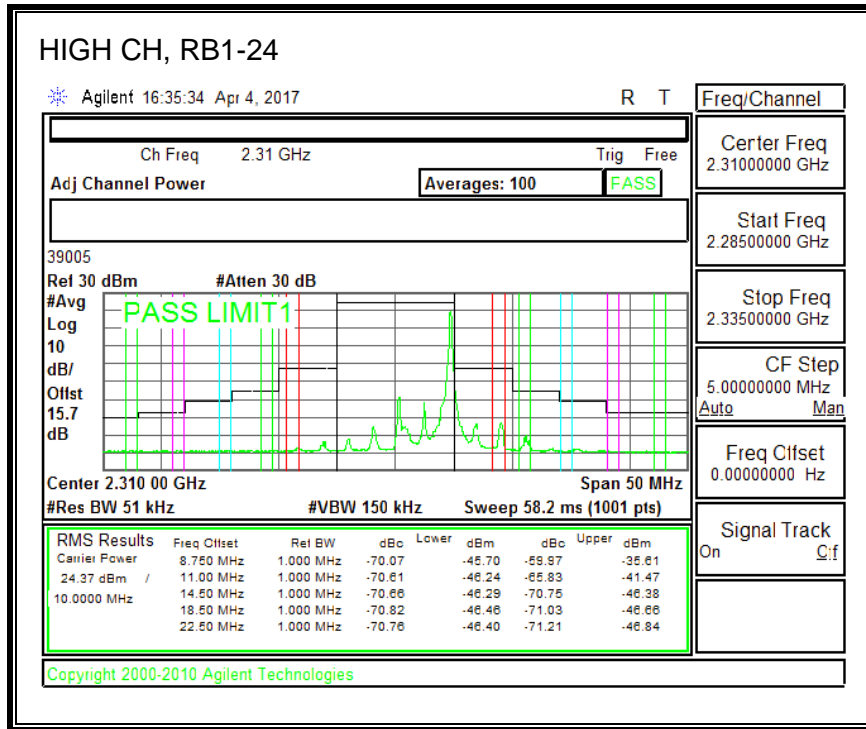 HIGH CH, RB1-24
Agilent 16:35:34 Apr 4, 2017 R T
Freq/Channel
Ch Freq 2.31 GHz Trig Free
Adj Channel Power Averages: 100 PASS
Center Freq
2.31000000 GHz
Start Freq
2.28500000 GHz
Stop Freq
2.33500000 GHz
CF Step
5.00000000 MHz
Auto Man
Freq Offset
0.00000000 Hz
Signal Track
On Off
39005
Ref 30 dBm #Atten 30 dB
#Avg
Log
10
dB/
Offst
15.7
dB
PASS LIMIT1
Center 2.310 00 GHz Span 50 MHz
#Res BW 51 kHz #VBW 150 kHz Sweep 58.2 ms (1001 pts)
RMS Results Freq Offset Ref BW dBc Lower dBm dBc Upper dBm
Carrier Power 8.750 MHz 1.000 MHz -70.07 -45.70 -59.97 -35.61
24.37 dBm / 11.00 MHz 1.000 MHz -70.61 -46.24 -65.83 -41.47
10.0000 MHz 14.50 MHz 1.000 MHz -70.66 -46.29 -70.75 -46.38
18.50 MHz 1.000 MHz -70.82 -46.46 -71.03 -46.66
22.50 MHz 1.000 MHz -70.76 -46.40 -71.21 -46.84
Copyright 2000-2010 Agilent Technologies